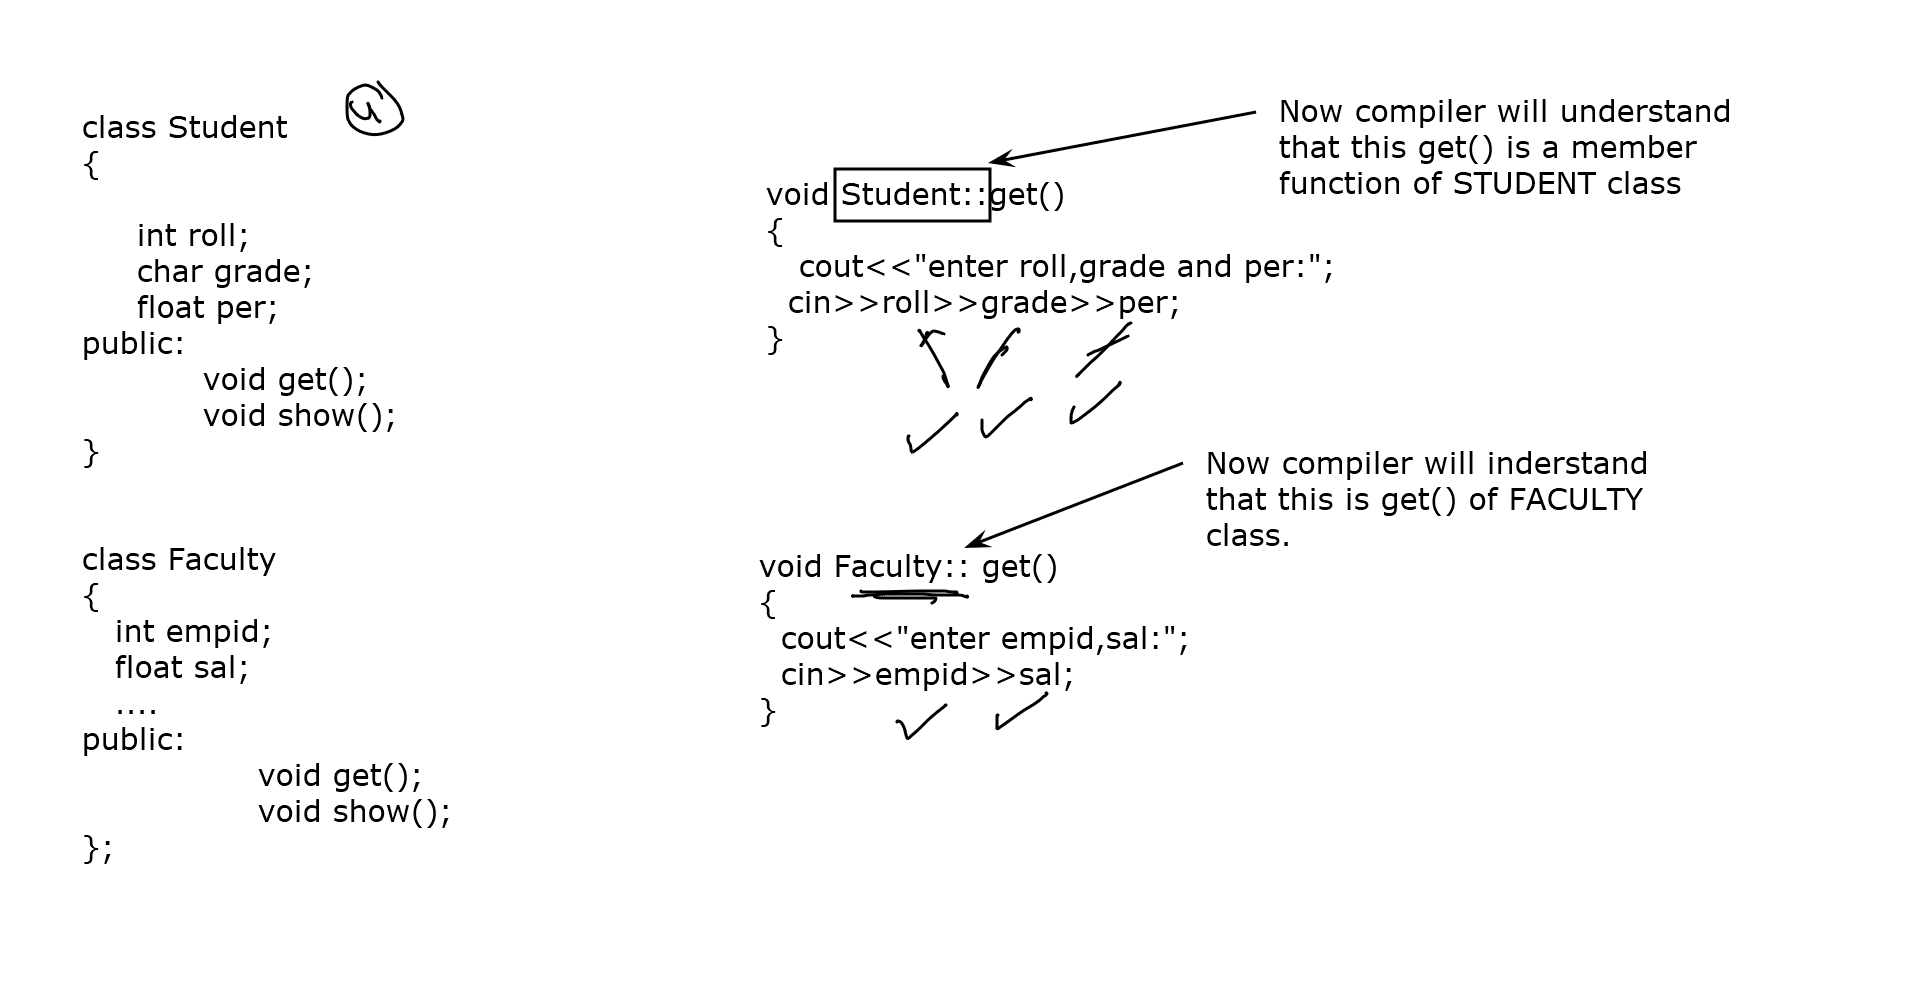 class Student
{
int roll;
char grade;
float per;
public:
void get();
void show();
}
class Faculty
{
int empid;
float sal;
....
public:
void get();
void show();
};
void Student::get()
{
cout<<"enter roll,grade and per:";
cin>>roll>>grade>>per;
}
Now compiler will understand
that this get() is a member
function of STUDENT class
void Faculty:: get()
{
cout<<"enter empid,sal:";
cin>>empid>>sal;
}
Now compiler will inderstand
that this is get() of FACULTY
class.